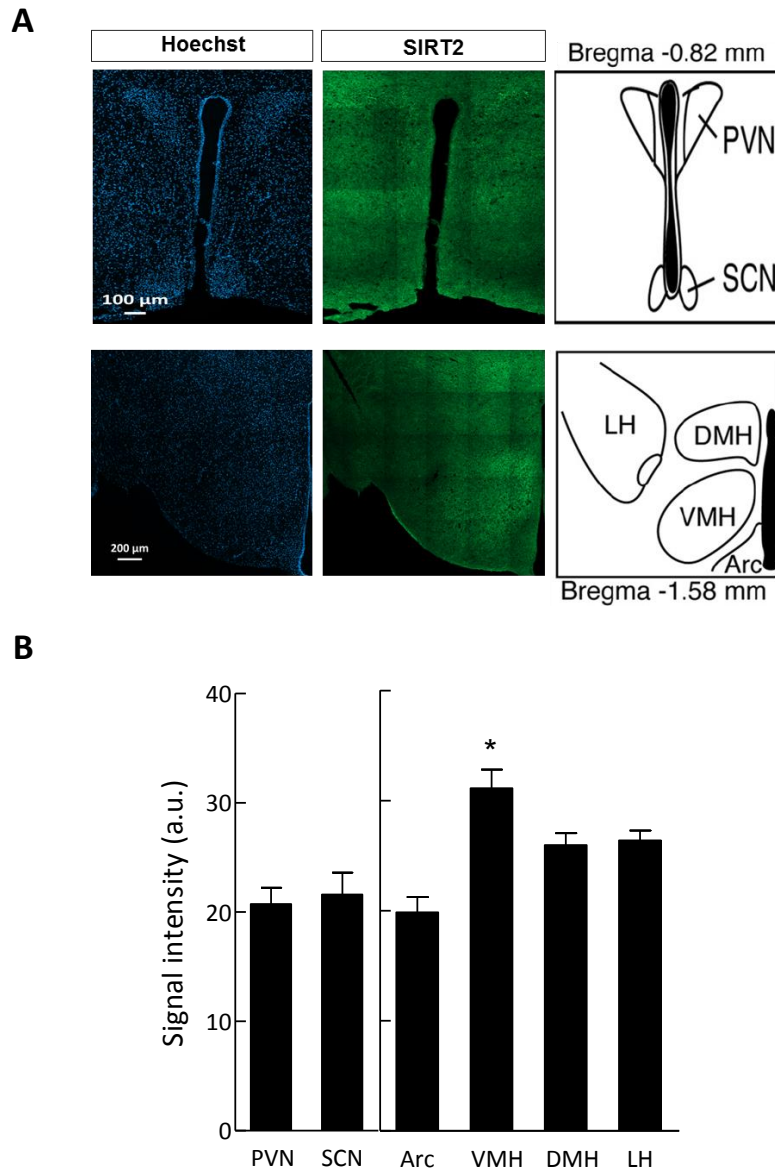 A
Hoechst
SIRT2
Bregma -0.82 mm
PVN
SCN
100 µm
LH
DMH
VMH
Arc
200 µm
Bregma -1.58 mm
B
Signal intensity (a.u.)
40
30
20
10
0
*
PVN SCN Arc VMH DMH LH